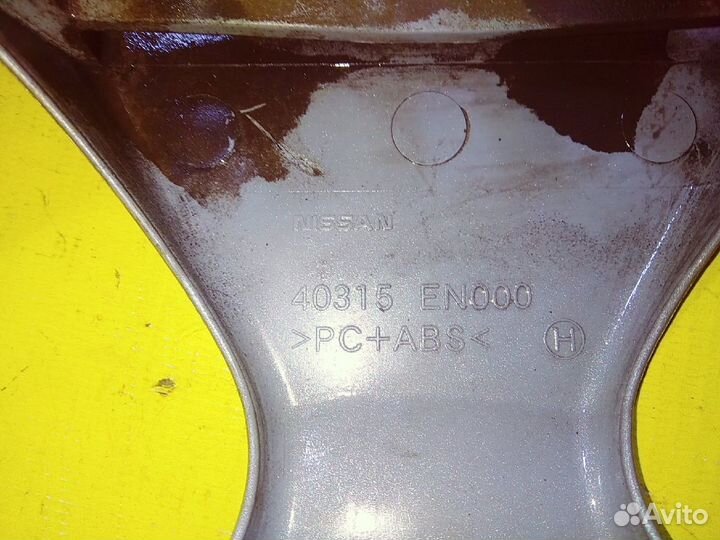 NISSAN
40315 EN000
>PC+ABS< H
Avito